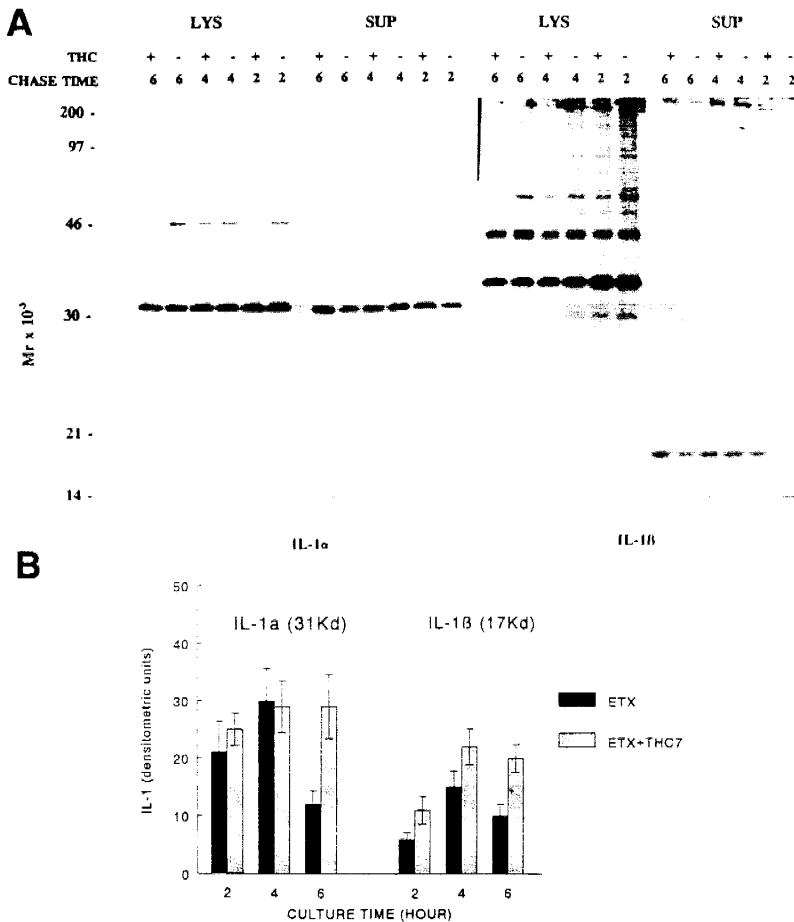 A
LYS SUP LYS SUP
THC + - + - + - + - + - + - + - + - + - + - + - + -
CHASE TIME 6 6 4 4 2 2 6 6 4 4 2 2 6 6 4 4 2 2 6 6 4 4 2 2
200 -
97 -
46 -
30 -
21 -
14 -
Mr x 10-3
IL-1α IL-1ß
B
50
40
30
20
10
0
IL-1 (densitometric units)
IL-1a (31Kd) IL-1ß (17Kd)
ETX
ETX+THC7
2 4 6 2 4 6
CULTURE TIME (HOUR)